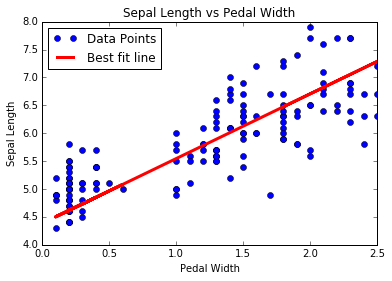 Sepal Length vs Pedal Width
Data Points
Best fit line
8.0
7.5
7.0
6.5
6.0
5.5
5.0
4.5
4.0
Sepal Length
0.0 0.5 1.0 1.5 2.0 2.5
Pedal Width